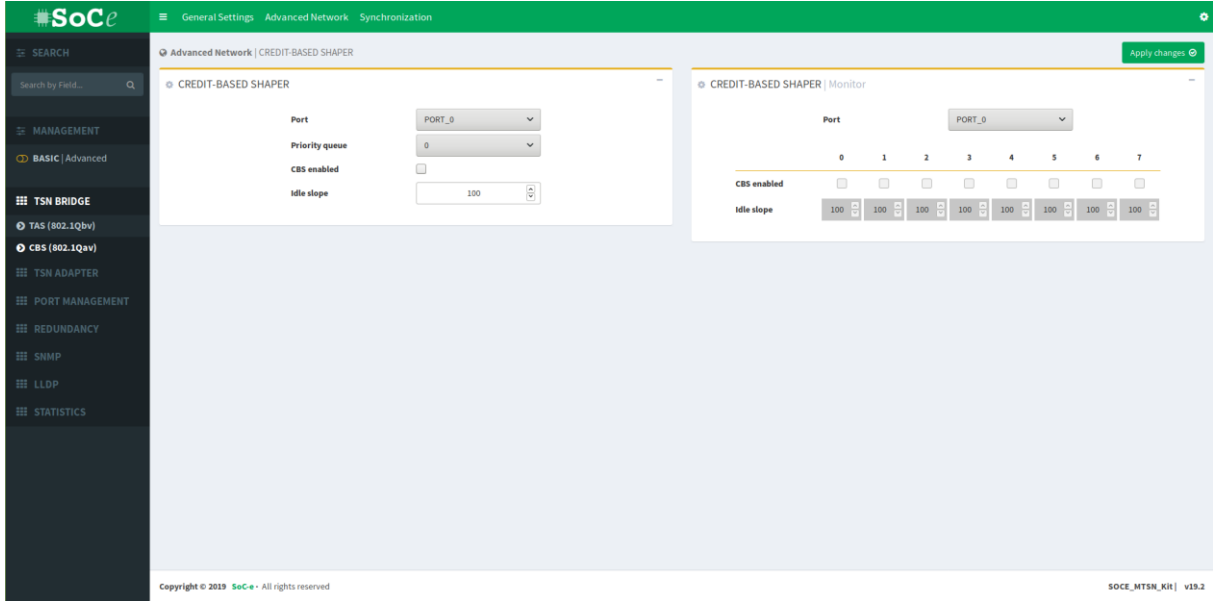 SoCe
General Settings Advanced Network Synchronization
SEARCH
Search by Field...
MANAGEMENT
BASIC | Advanced
TSN BRIDGE
TAS (802.1Qbv)
CBS (802.1Qav)
TSN ADAPTER
PORT MANAGEMENT
REDUNDANCY
SNMP
LLDP
STATISTICS
Advanced Network | CREDIT-BASED SHAPER
Apply changes
CREDIT-BASED SHAPER
Port PORT_0
Priority queue 0
CBS enabled
Idle slope 100
CREDIT-BASED SHAPER | Monitor
Port PORT_0
0 1 2 3 4 5 6 7
CBS enabled
Idle slope 100 100 100 100 100 100 100 100
Copyright © 2019 SoC-e · All rights reserved
SOCE_MTSN_Kit | v19.2